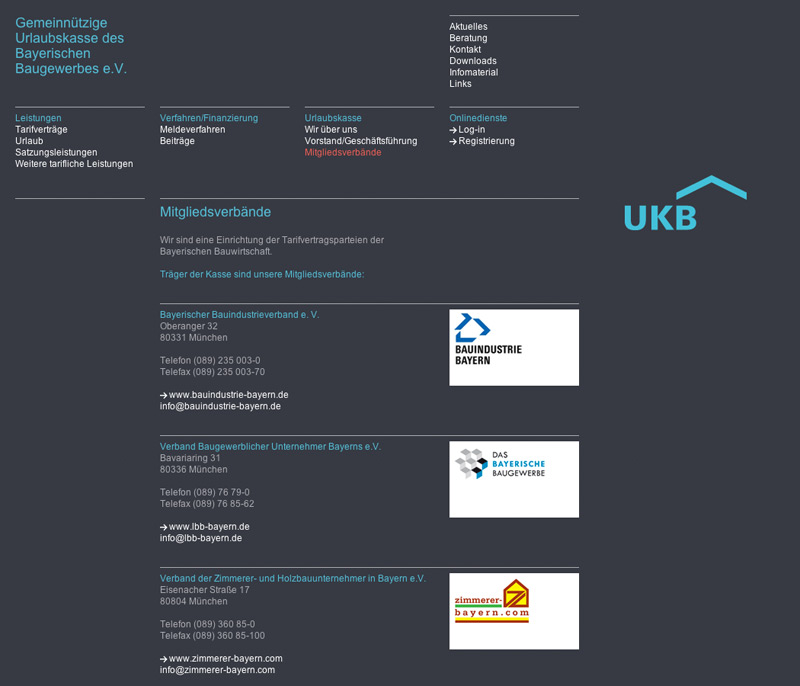 Gemeinnützige
Urlaubskasse des
Bayerischen
Baugewerbes e.V.
Aktuelles
Beratung
Kontakt
Downloads
Infomaterial
Links
Leistungen
Tarifverträge
Urlaub
Satzungsleistungen
Weitere tarifliche Leistungen
Verfahren/Finanzierung
Meldeverfahren
Beiträge
Urlaubskasse
Wir über uns
Vorstand/Geschäftsführung
Mitgliedsverbände
Onlinedienste
→ Log-in
→ Registrierung
UKB
Mitgliedsverbände
Wir sind eine Einrichtung der Tarifvertragsparteien der
Bayerischen Bauwirtschaft.
Träger der Kasse sind unsere Mitgliedsverbände:
Bayerischer Bauindustrieverband e. V.
Oberanger 32
80331 München
Telefon (089) 235 003-0
Telefax (089) 235 003-70
→ www.bauindustrie-bayern.de
info@bauindustrie-bayern.de
BAUINDUSTRIE
BAYERN
Verband Baugewerblicher Unternehmer Bayerns e.V.
Bavariaring 31
80336 München
Telefon (089) 76 79-0
Telefax (089) 76 85-62
→ www.lbb-bayern.de
info@lbb-bayern.de
DAS
BAYERISCHE
BAUGEWERBE
Verband der Zimmerer- und Holzbauunternehmer in Bayern e.V.
Eisenacher Straße 17
80804 München
Telefon (089) 360 85-0
Telefax (089) 360 85-100
→ www.zimmerer-bayern.com
info@zimmerer-bayern.com
zimmerer-
bayern.com